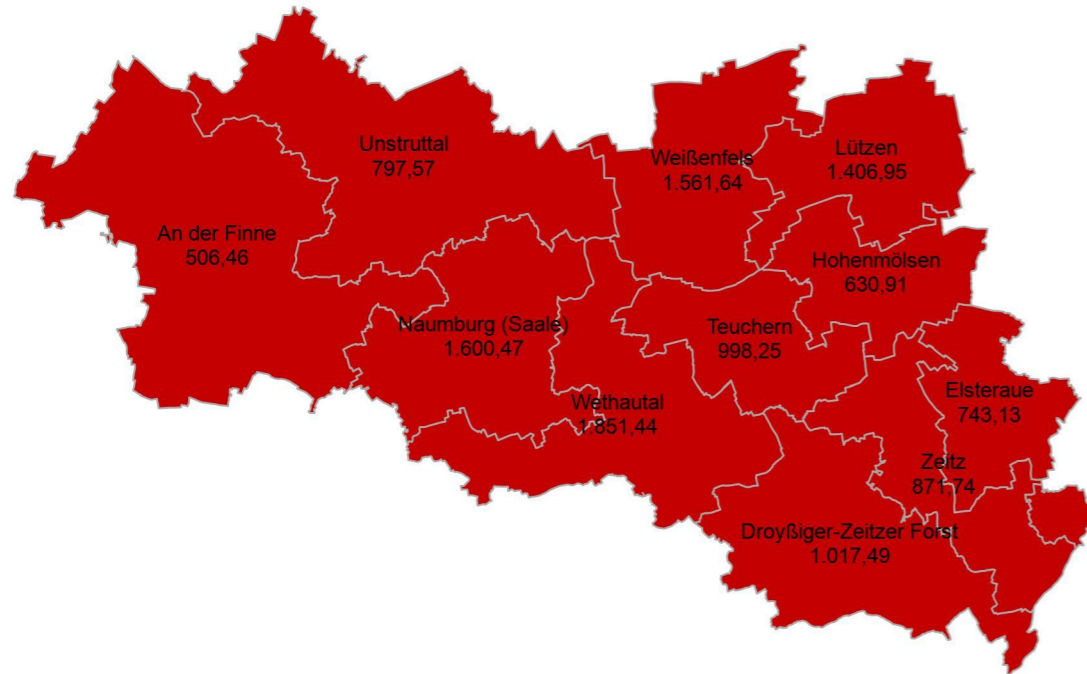 Unstruttal
797,57
Weißenfels
1.561,64
Lützen
1.406,95
An der Finne
506,46
Hohenmölsen
630,91
Naumburg (Saale)
1.600,47
Teuchern
998,25
Wethautal
1.851,44
Elsteraue
743,13
Zeitz
871,74
Droyßiger-Zeitzer Forst
1.017,49